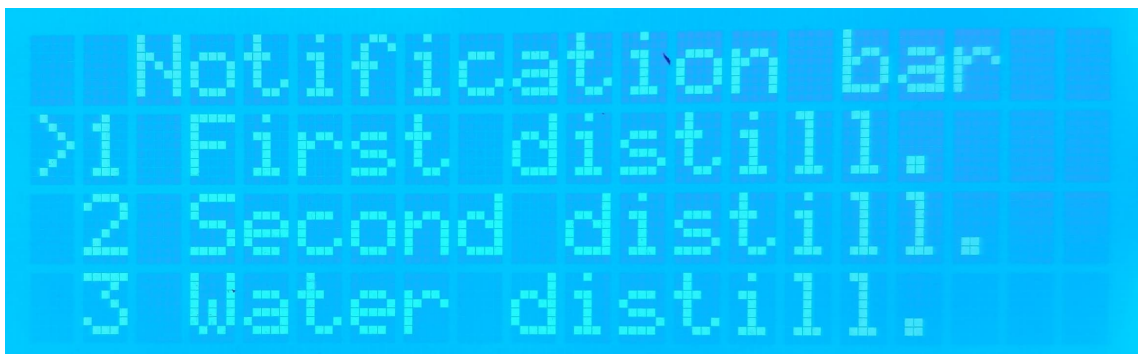 Notification bar
>1 First distill.
2 Second distill.
3 Water distill.